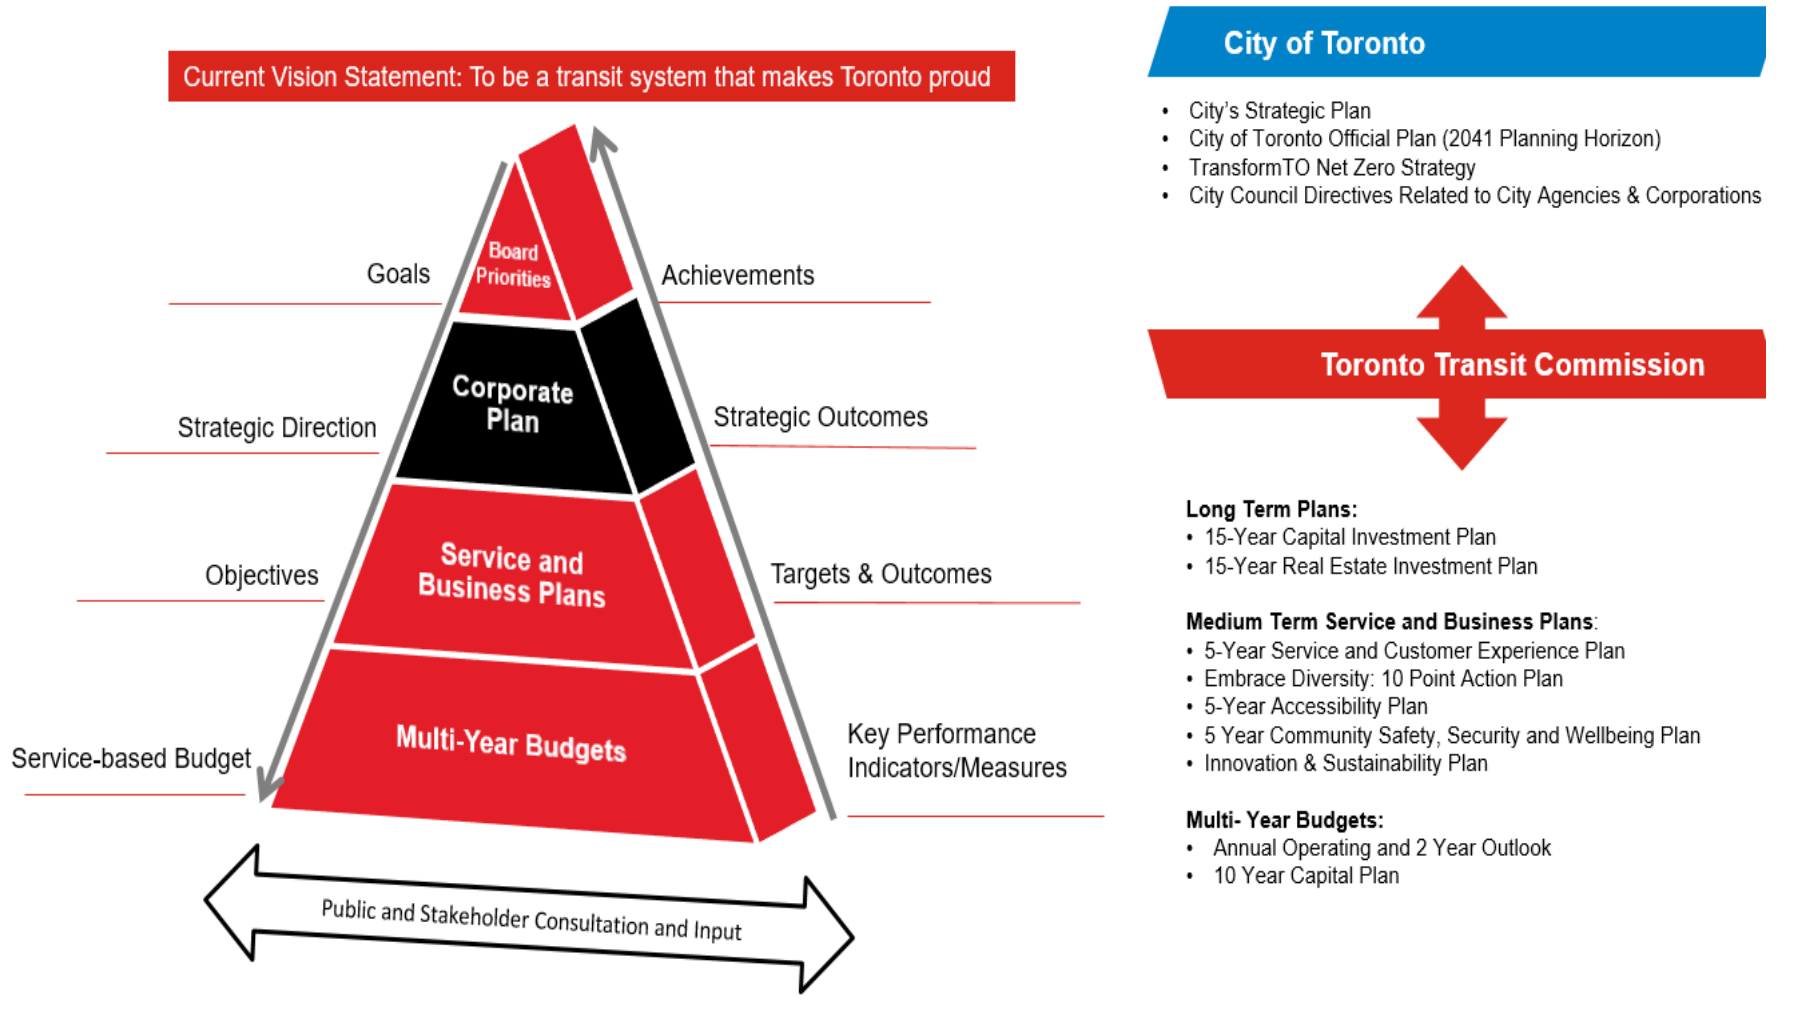 Current Vision Statement: To be a transit system that makes Toronto proud
Goals
Board
Priorities
Achievements
Strategic Direction
Corporate
Plan
Strategic Outcomes
Objectives
Service and
Business Plans
Targets & Outcomes
Service-based Budget
Multi-Year Budgets
Key Performance
Indicators/Measures
Public and Stakeholder Consultation and Input
City of Toronto
• City's Strategic Plan
• City of Toronto Official Plan (2041 Planning Horizon)
• TransformTO Net Zero Strategy
• City Council Directives Related to City Agencies & Corporations
Toronto Transit Commission
Long Term Plans:
• 15-Year Capital Investment Plan
• 15-Year Real Estate Investment Plan
Medium Term Service and Business Plans:
• 5-Year Service and Customer Experience Plan
• Embrace Diversity: 10 Point Action Plan
• 5-Year Accessibility Plan
• 5 Year Community Safety, Security and Wellbeing Plan
• Innovation & Sustainability Plan
Multi- Year Budgets:
• Annual Operating and 2 Year Outlook
• 10 Year Capital Plan